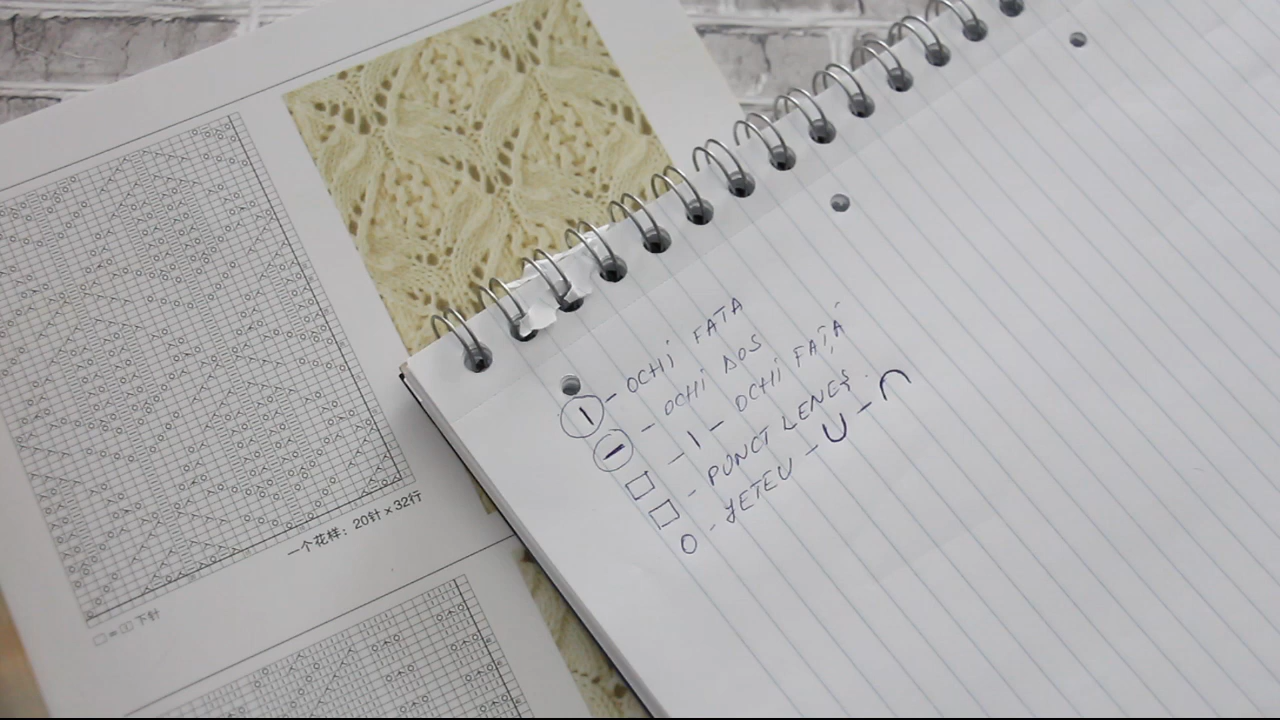 一个花样：20针×32行
□=⊡ 下针
| - OCHI FATA
— - OCHI DOS
□ - | - OCHI FAȚĂ
□ - PUNCT LENEȘ
O - JETEU - U - ∩